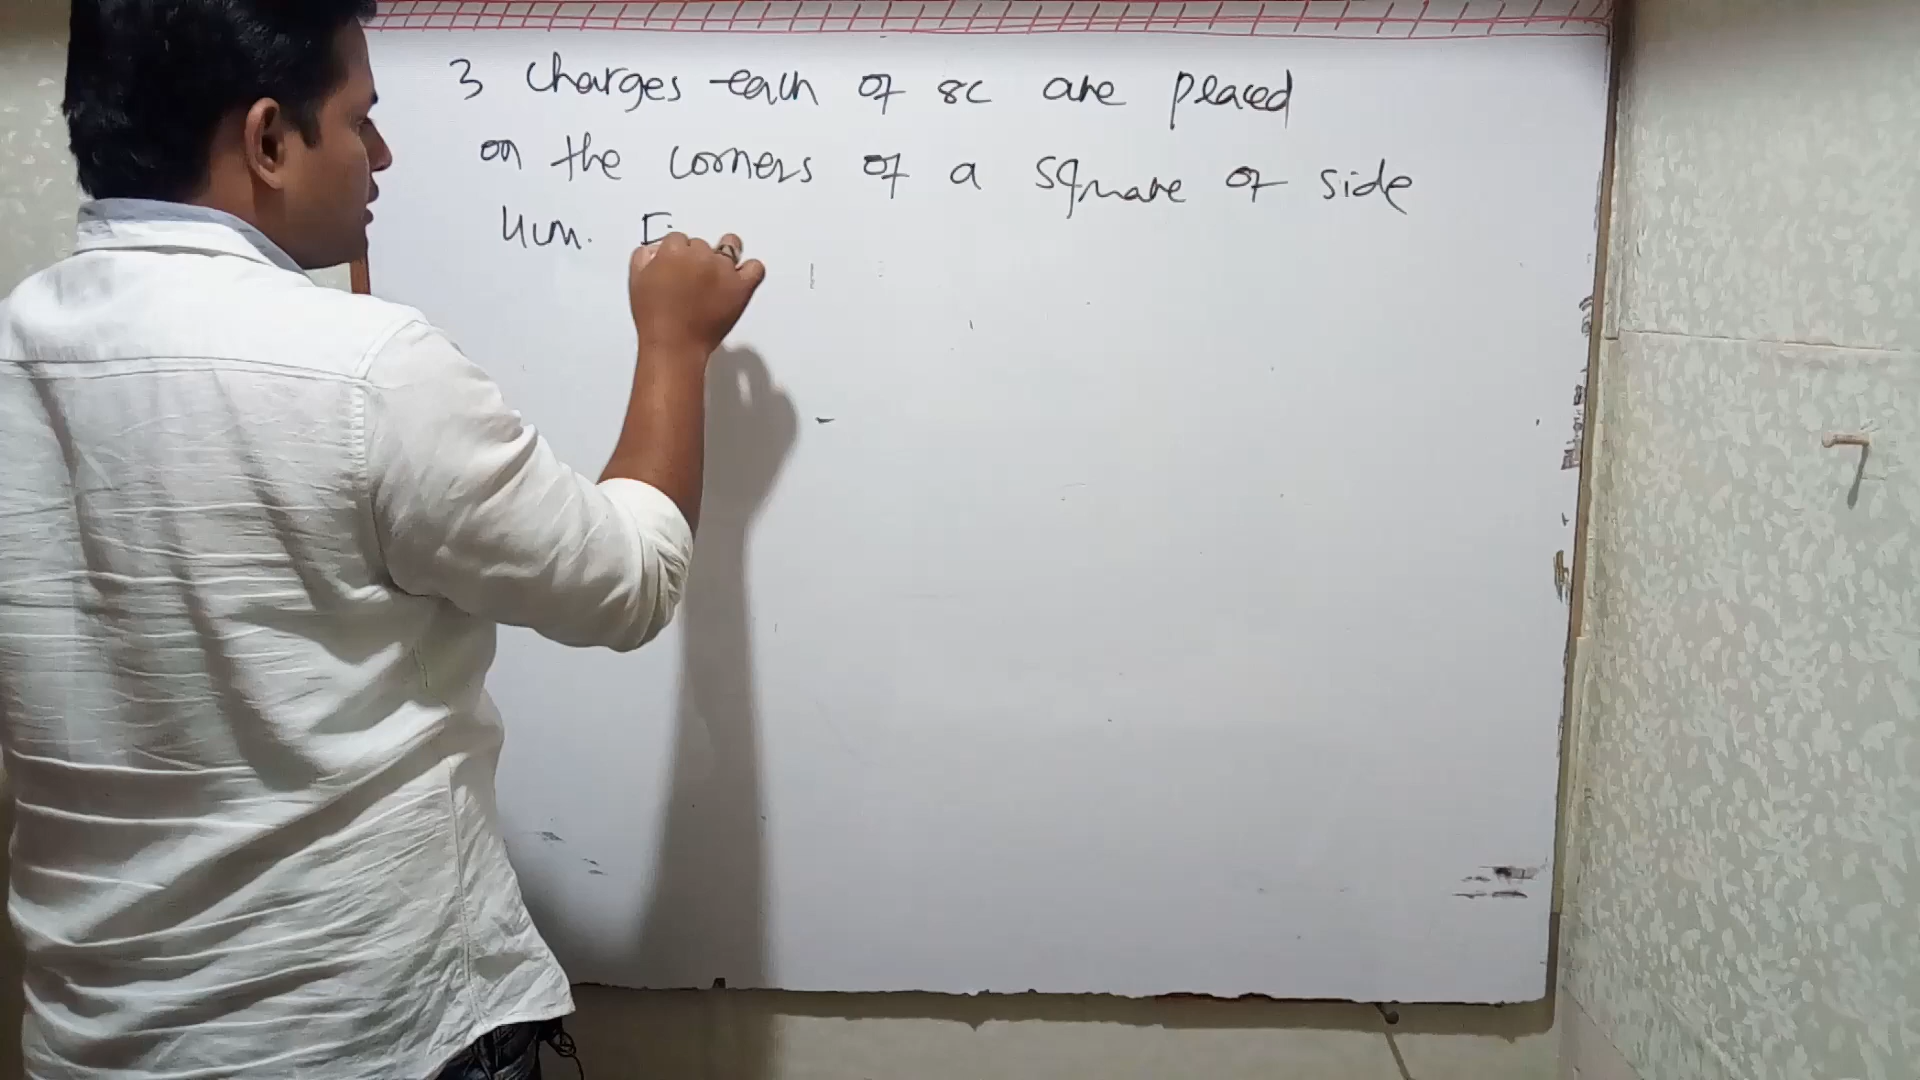 3 charges each of 8C are placed
on the corners of a square of side
4cm.